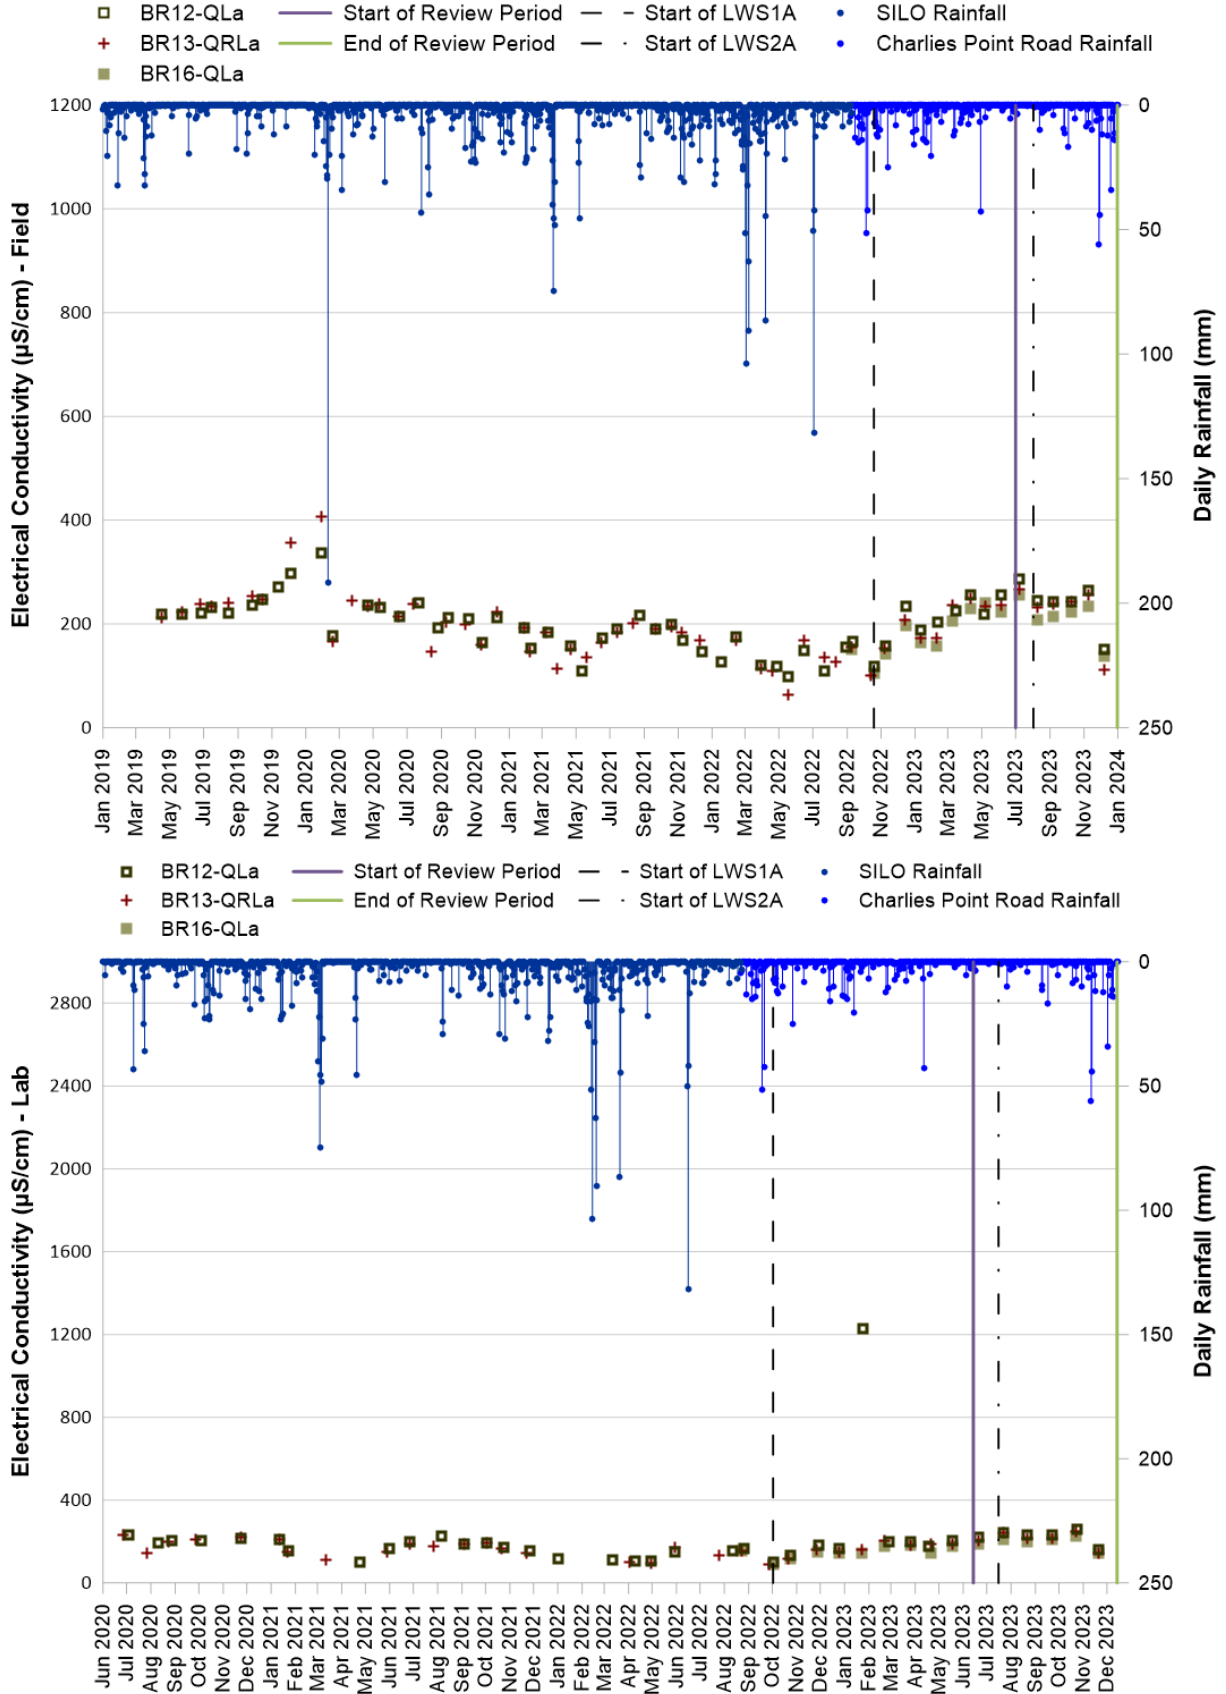 BR12-QLa Start of Review Period Start of LWS1A SILO Rainfall
BR13-QRLa End of Review Period Start of LWS2A Charlies Point Road Rainfall
BR16-QLa
Electrical Conductivity (µS/cm) - Field
1200
1000
800
600
400
200
0
0
50
100
150
200
250
Daily Rainfall (mm)
Jan 2019
Mar 2019
May 2019
Jul 2019
Sep 2019
Nov 2019
Jan 2020
Mar 2020
May 2020
Jul 2020
Sep 2020
Nov 2020
Jan 2021
Mar 2021
May 2021
Jul 2021
Sep 2021
Nov 2021
Jan 2022
Mar 2022
May 2022
Jul 2022
Sep 2022
Nov 2022
Jan 2023
Mar 2023
May 2023
Jul 2023
Sep 2023
Nov 2023
Jan 2024
BR12-QLa Start of Review Period Start of LWS1A SILO Rainfall
BR13-QRLa End of Review Period Start of LWS2A Charlies Point Road Rainfall
BR16-QLa
Electrical Conductivity (µS/cm) - Lab
2800
2400
2000
1600
1200
800
400
0
0
50
100
150
200
250
Daily Rainfall (mm)
Jun 2020
Jul 2020
Aug 2020
Sep 2020
Oct 2020
Nov 2020
Dec 2020
Jan 2021
Feb 2021
Mar 2021
Apr 2021
May 2021
Jun 2021
Jul 2021
Aug 2021
Sep 2021
Oct 2021
Nov 2021
Dec 2021
Jan 2022
Feb 2022
Mar 2022
Apr 2022
May 2022
Jun 2022
Jul 2022
Aug 2022
Sep 2022
Oct 2022
Nov 2022
Dec 2022
Jan 2023
Feb 2023
Mar 2023
Apr 2023
May 2023
Jun 2023
Jul 2023
Aug 2023
Sep 2023
Oct 2023
Nov 2023
Dec 2023